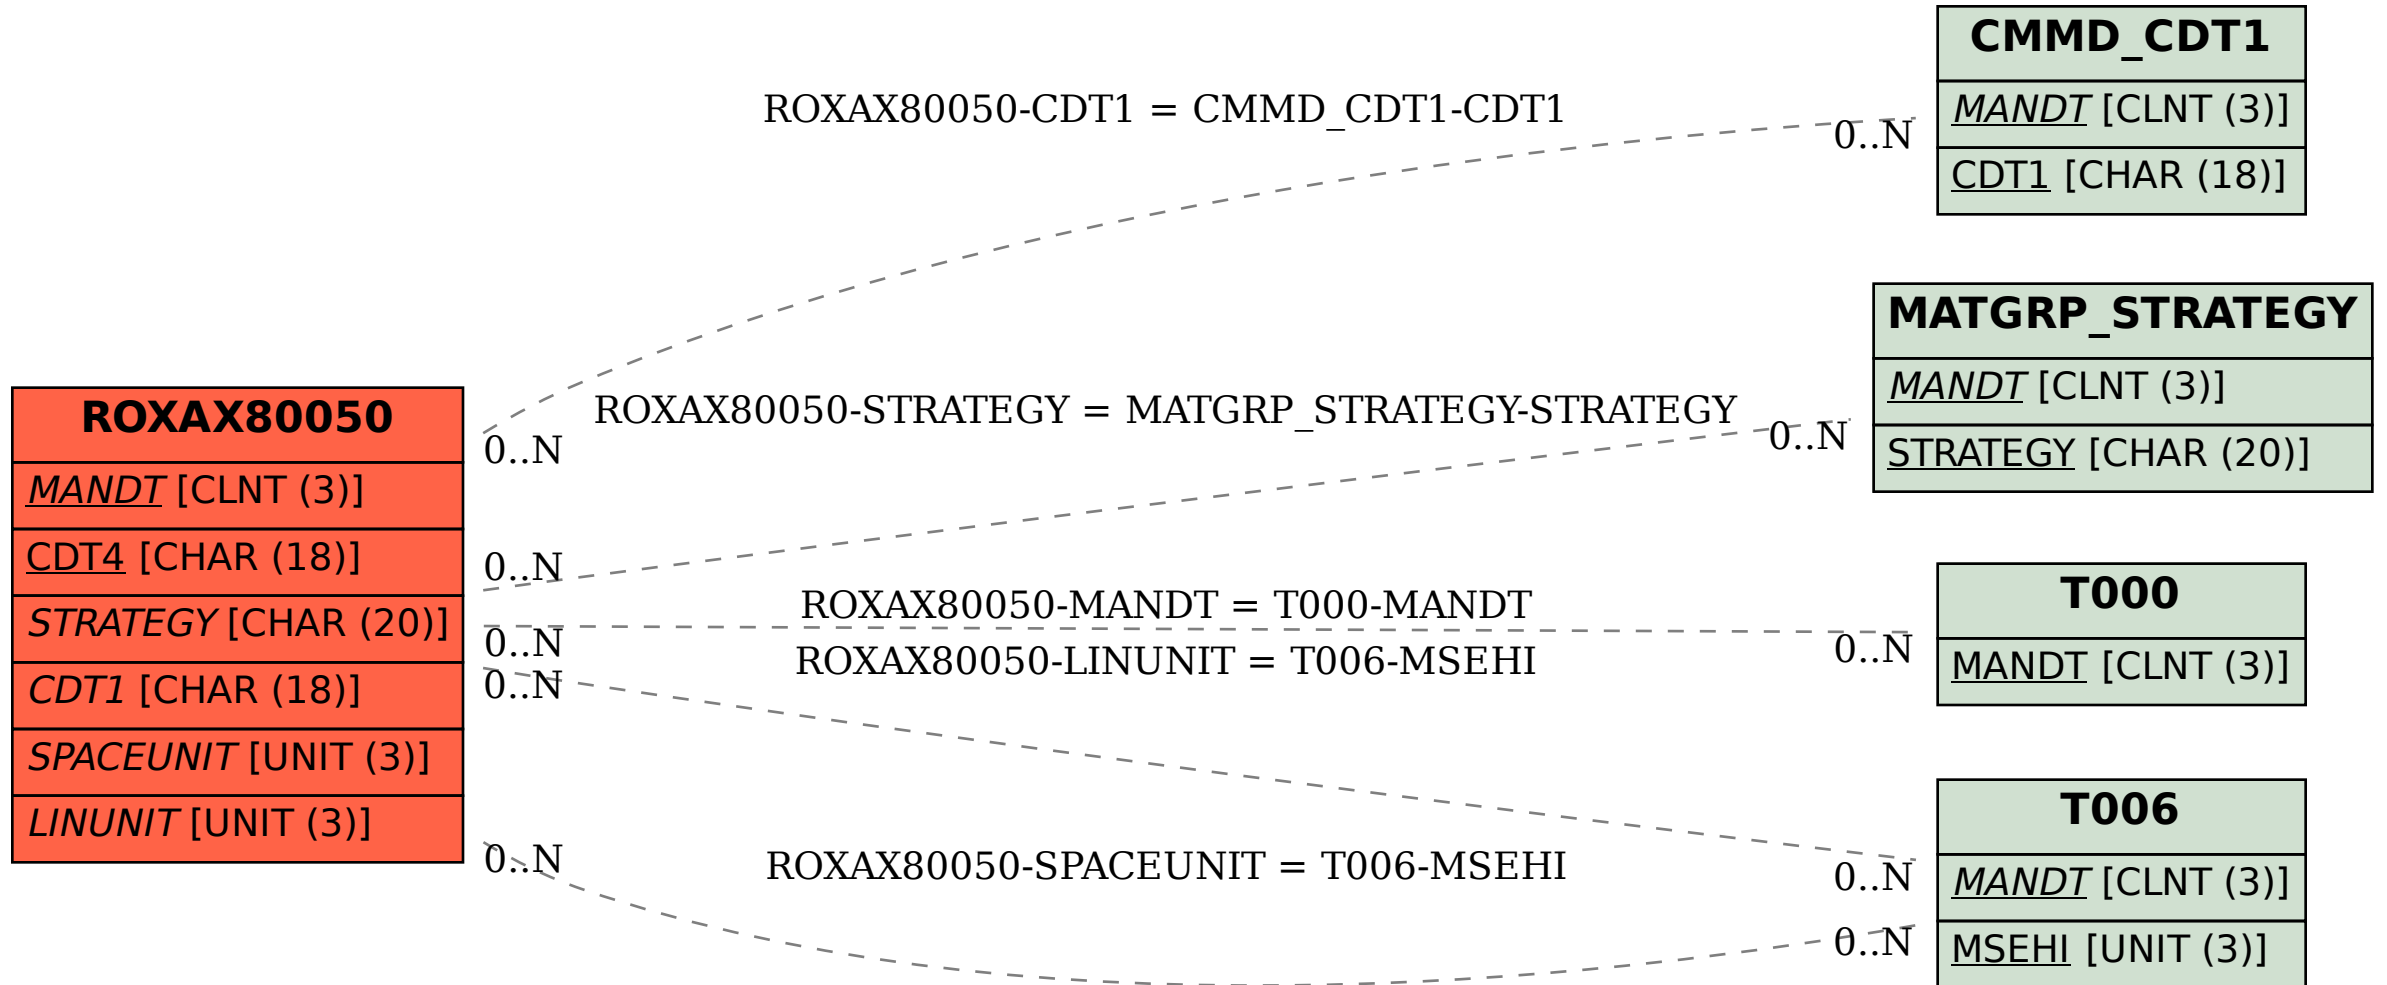 CMMD_CDT1
MANDT [CLNT (3)]
CDT1 [CHAR (18)]
ROXAX80050-CDT1 = CMMD_CDT1-CDT1
0..N
0..N
MATGRP_STRATEGY
MANDT [CLNT (3)]
STRATEGY [CHAR (20)]
ROXAX80050-STRATEGY = MATGRP_STRATEGY-STRATEGY
0..N
0..N
ROXAX80050
MANDT [CLNT (3)]
CDT4 [CHAR (18)]
STRATEGY [CHAR (20)]
CDT1 [CHAR (18)]
SPACEUNIT [UNIT (3)]
LINUNIT [UNIT (3)]
T000
MANDT [CLNT (3)]
ROXAX80050-MANDT = T000-MANDT
0..N
0..N
ROXAX80050-LINUNIT = T006-MSEHI
0..N
0..N
T006
MANDT [CLNT (3)]
MSEHI [UNIT (3)]
ROXAX80050-SPACEUNIT = T006-MSEHI
0..N
0..N